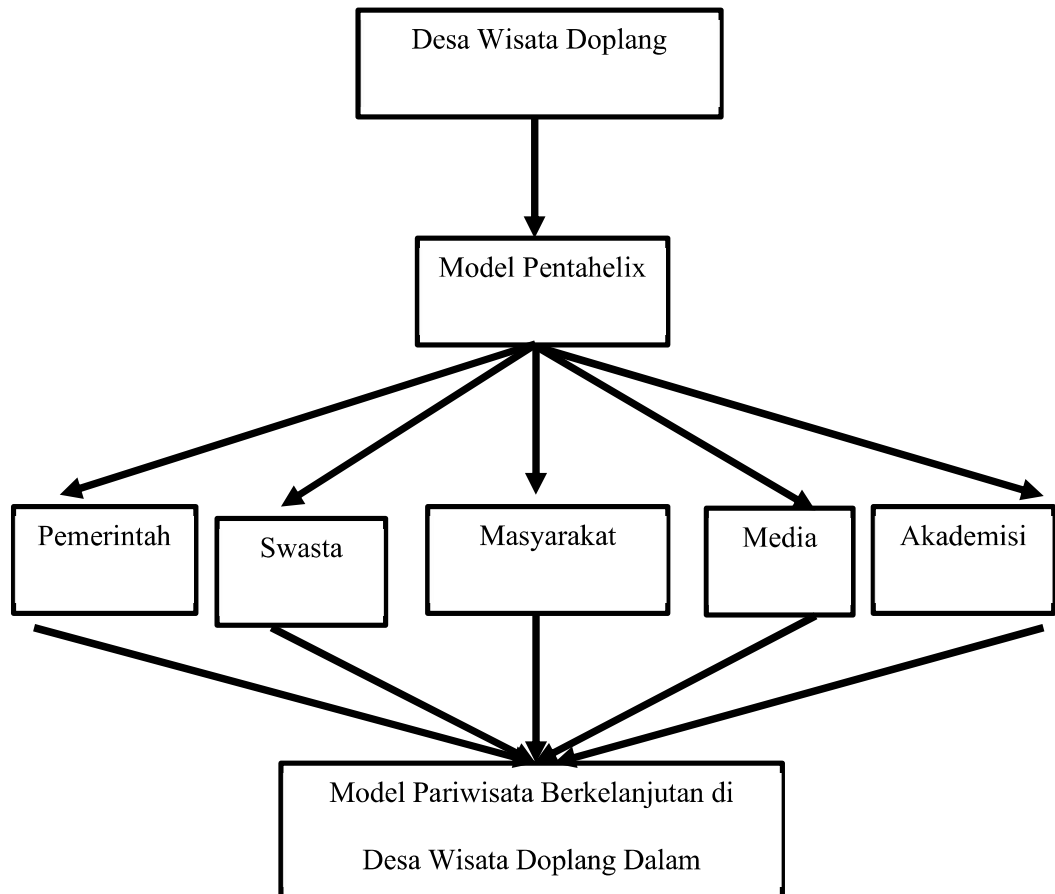 Desa Wisata Doplang
Model Pentahelix
Pemerintah
Swasta
Masyarakat
Media
Akademisi
Model Pariwisata Berkelanjutan di
Desa Wisata Doplang Dalam